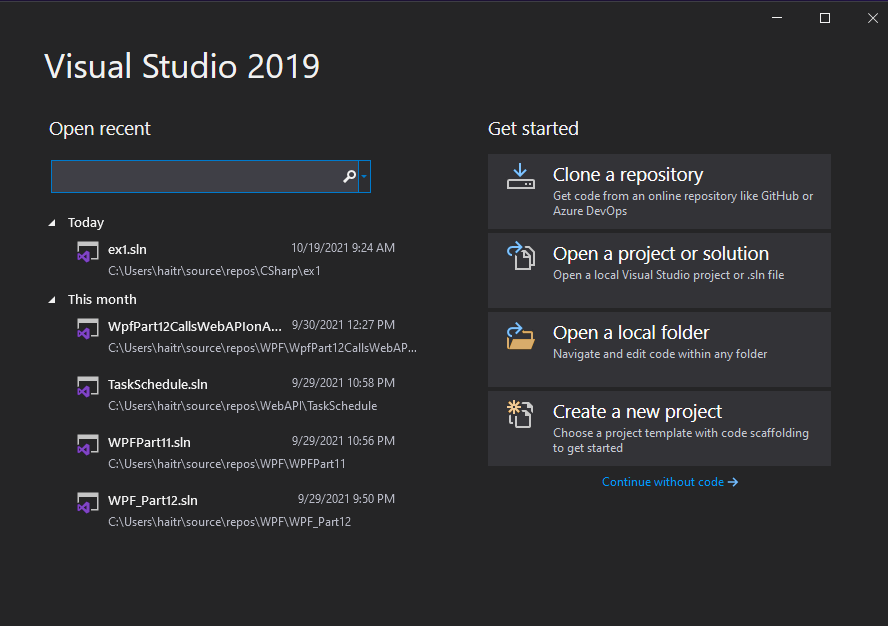 Visual Studio 2019
Open recent
Today
ex1.sln 10/19/2021 9:24 AM
C:\Users\haitr\source\repos\CSharp\ex1
This month
WpfPart12CallsWebAPIonA... 9/30/2021 12:27 PM
C:\Users\haitr\source\repos\WPF\WpfPart12CallsWebAP...
TaskSchedule.sln 9/29/2021 10:58 PM
C:\Users\haitr\source\repos\WebAPI\TaskSchedule
WPFPart11.sln 9/29/2021 10:56 PM
C:\Users\haitr\source\repos\WPF\WPFPart11
WPF_Part12.sln 9/29/2021 9:50 PM
C:\Users\haitr\source\repos\WPF\WPF_Part12
Get started
Clone a repository
Get code from an online repository like GitHub or
Azure DevOps
Open a project or solution
Open a local Visual Studio project or .sln file
Open a local folder
Navigate and edit code within any folder
Create a new project
Choose a project template with code scaffolding
to get started
Continue without code →